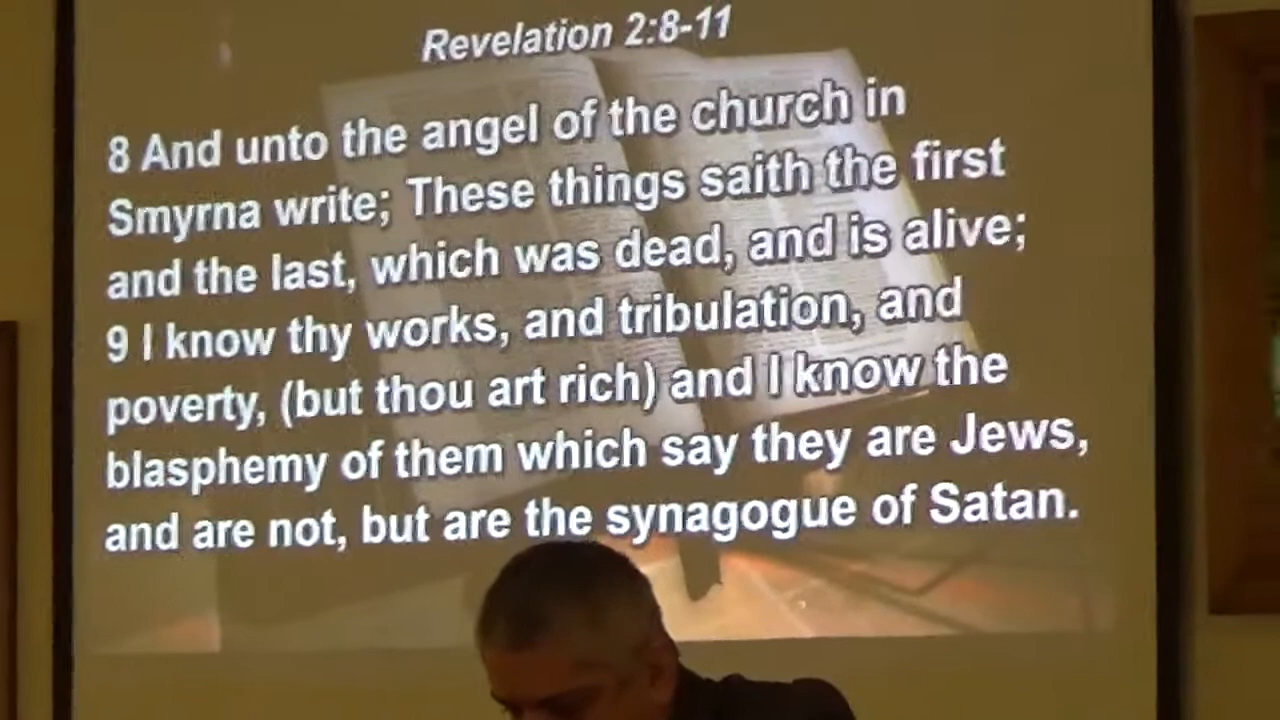 Revelation 2:8-11
8 And unto the angel of the church in
Smyrna write; These things saith the first
and the last, which was dead, and is alive;
9 I know thy works, and tribulation, and
poverty, (but thou art rich) and I know the
blasphemy of them which say they are Jews,
and are not, but are the synagogue of Satan.